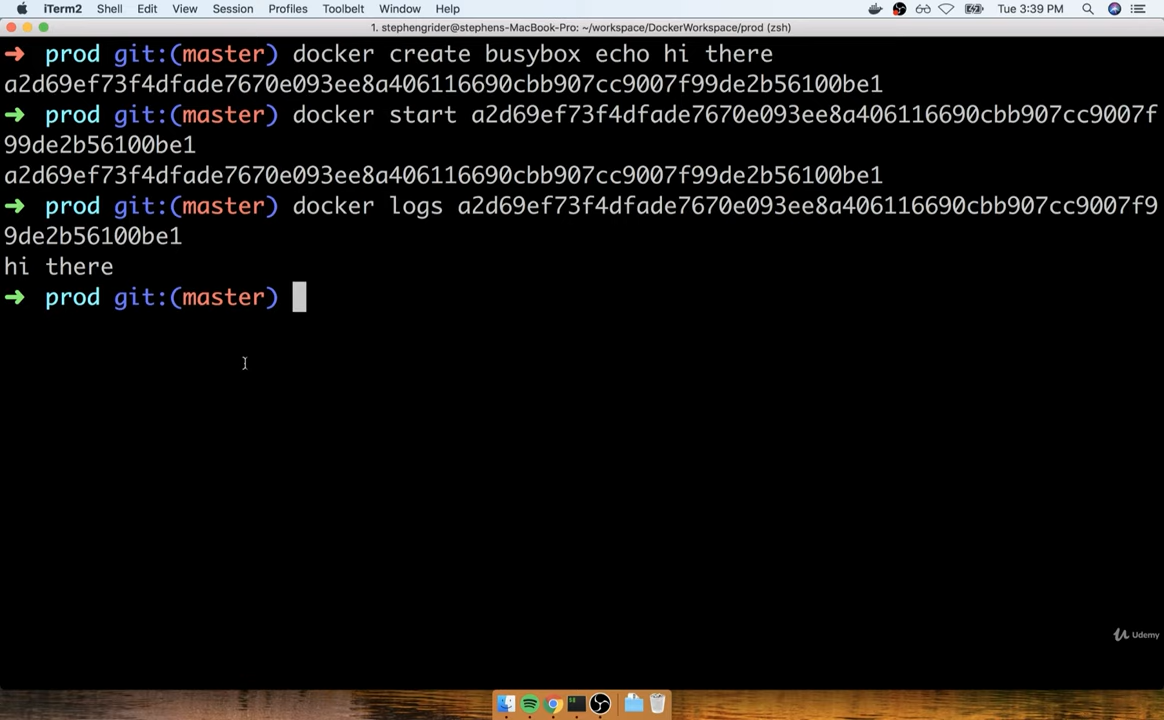 iTerm2 Shell Edit View Session Profiles Toolbelt Window Help Tue 3:39 PM
1. stephengrider@stephens-MacBook-Pro: ~/workspace/DockerWorkspace/prod (zsh)
➜ prod git:(master) docker create busybox echo hi there
a2d69ef73f4dfade7670e093ee8a406116690cbb907cc9007f99de2b56100be1
➜ prod git:(master) docker start a2d69ef73f4dfade7670e093ee8a406116690cbb907cc9007f
99de2b56100be1
a2d69ef73f4dfade7670e093ee8a406116690cbb907cc9007f99de2b56100be1
➜ prod git:(master) docker logs a2d69ef73f4dfade7670e093ee8a406116690cbb907cc9007f9
9de2b56100be1
hi there
➜ prod git:(master)
Udemy